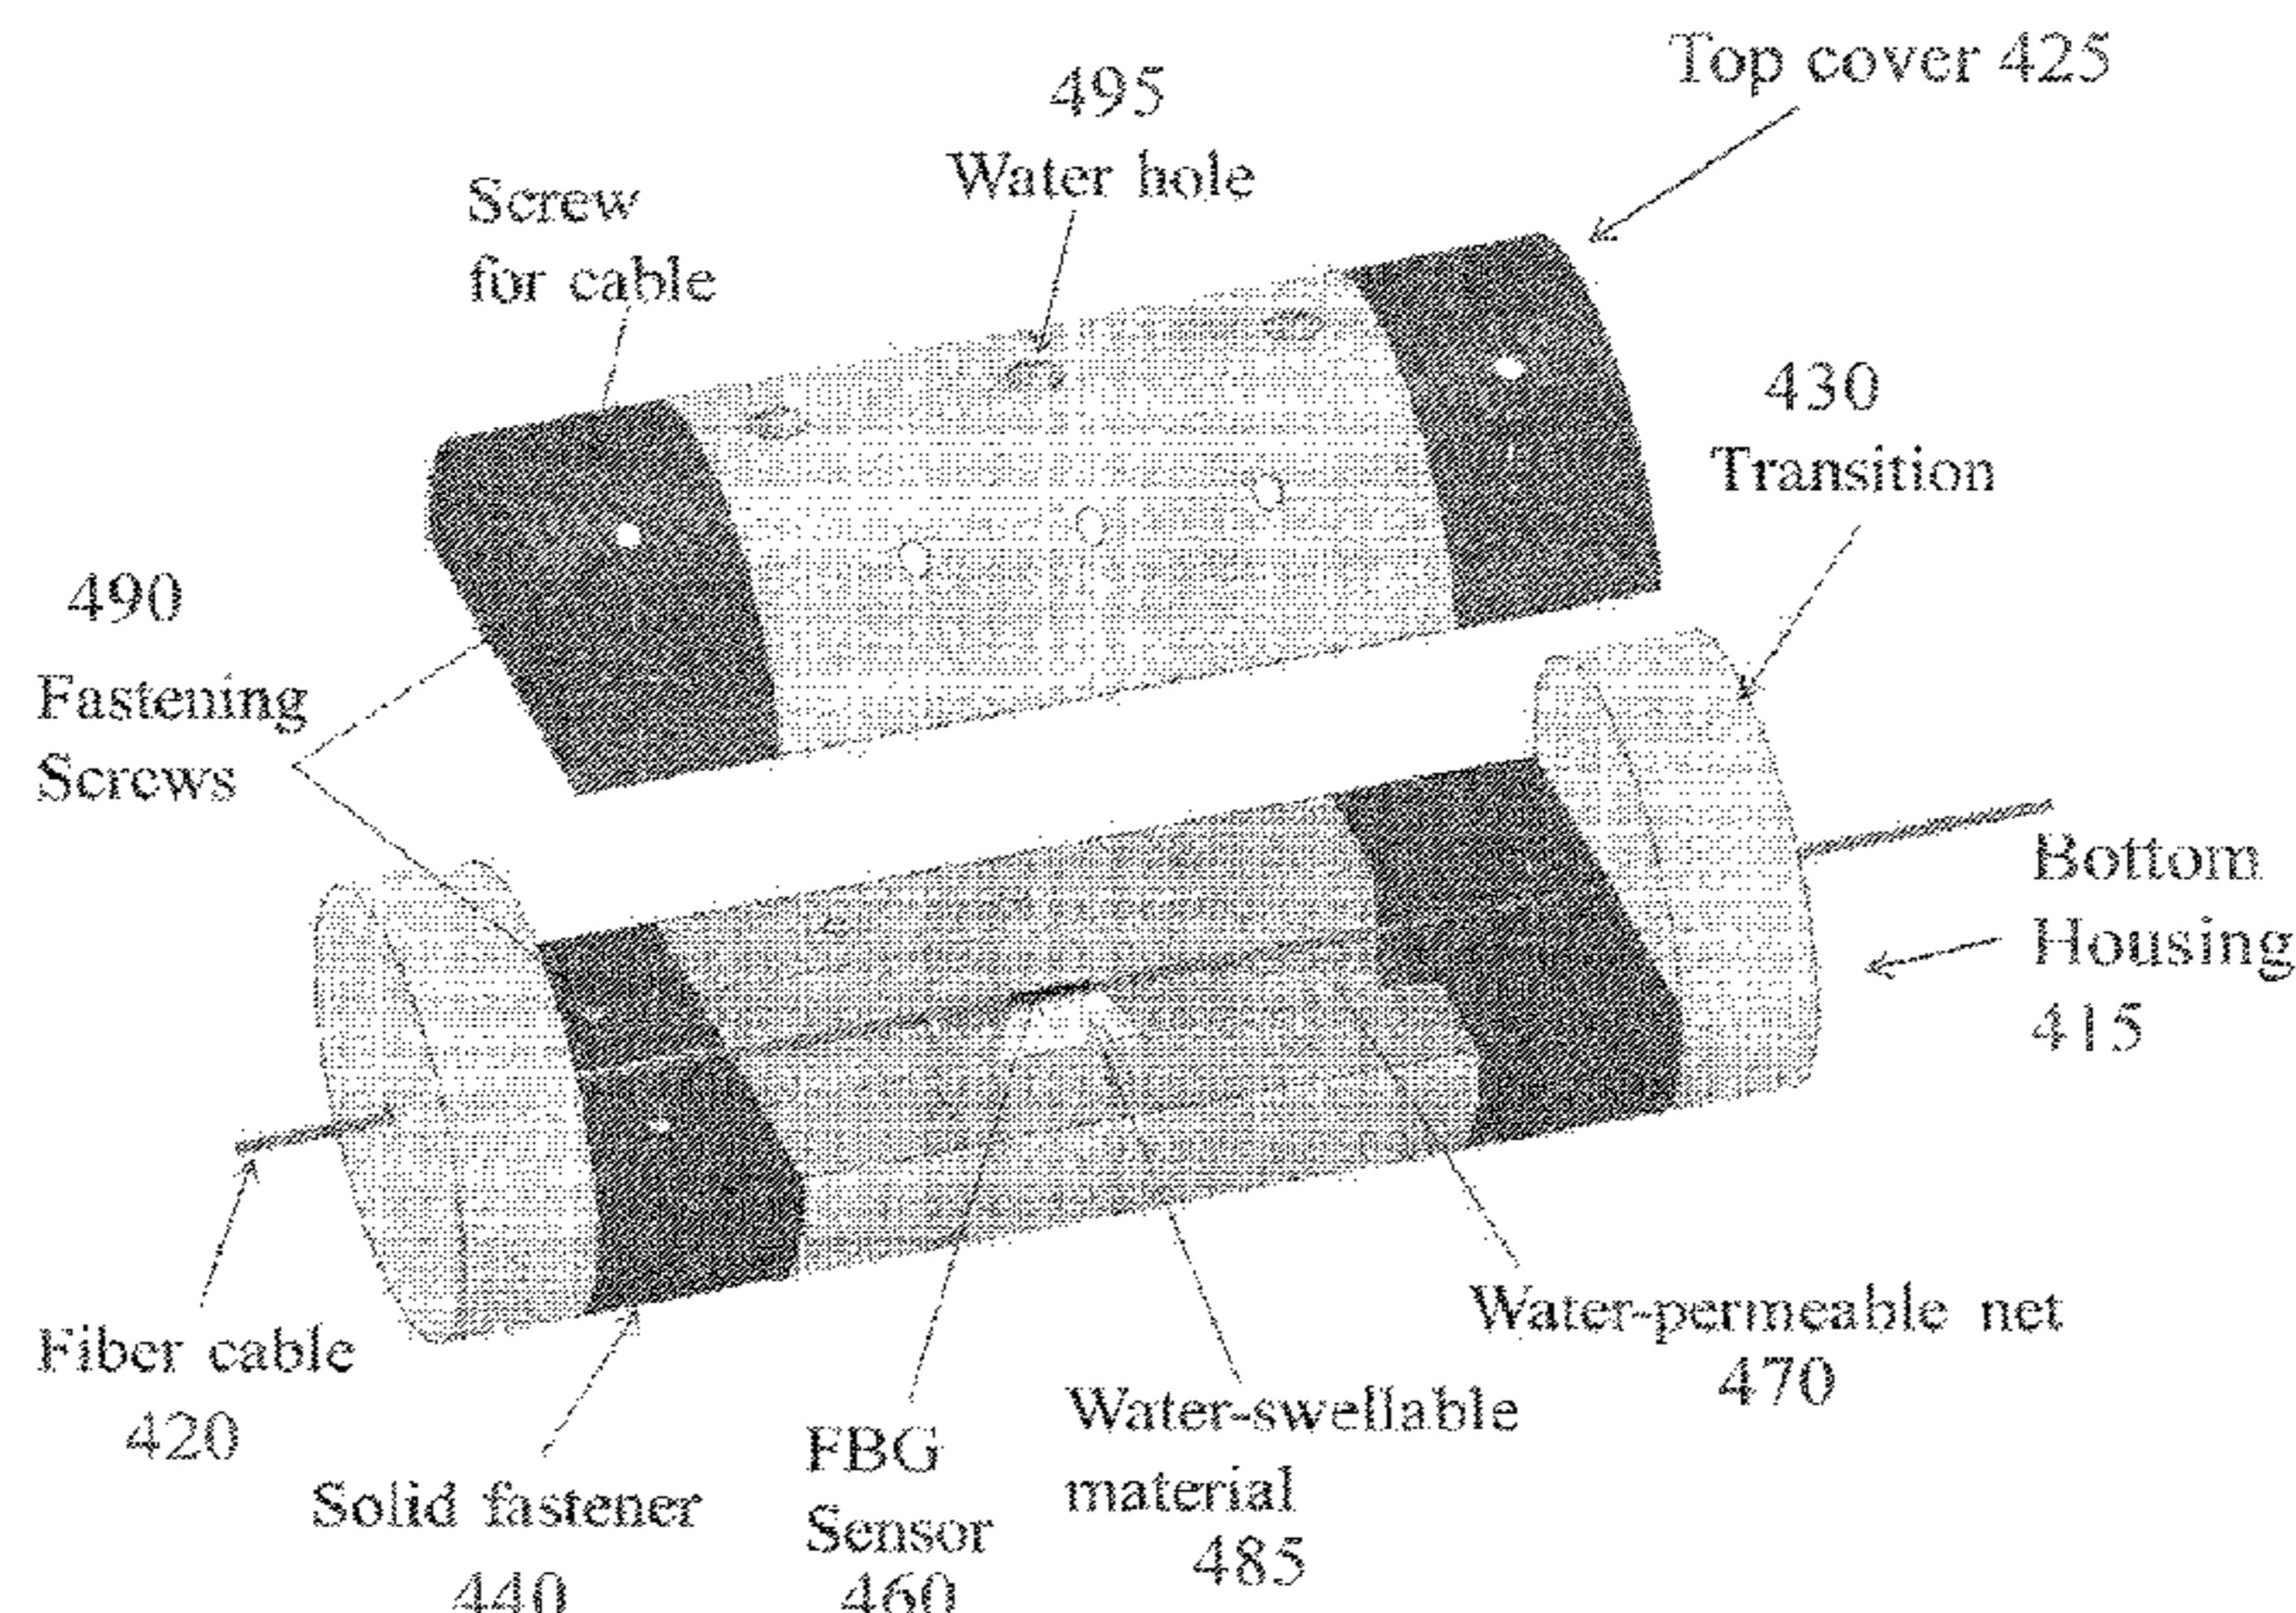 Top cover 425
495
Water hole
Screw
for cable
430
Transition
490
Fastening
Screws
Bottom
Housing
415
Fiber cable
420
Solid fastener
440
FBG
Sensor
460
Water-swellable
material
485
Water-permeable net
470